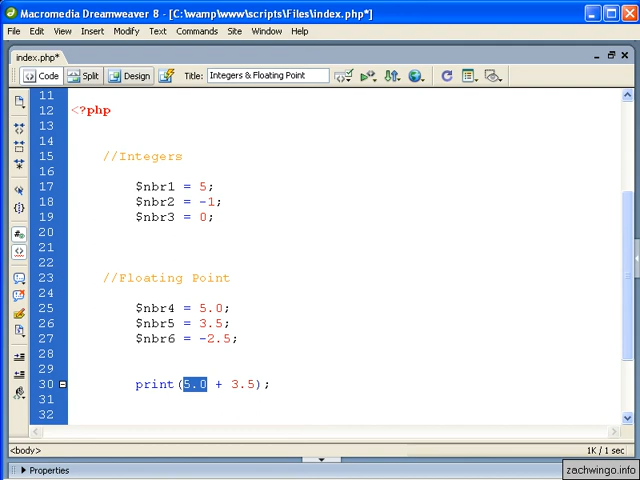 Macromedia Dreamweaver 8 - [C:\wamp\www\scripts\Files\index.php*]
File Edit View Insert Modify Text Commands Site Window Help
index.php*
Code Split Design Title: Integers & Floating Point
11
12 <?php
13
14
15 //Integers
16
17 $nbr1 = 5;
18 $nbr2 = -1;
19 $nbr3 = 0;
20
21
22
23 //Floating Point
24
25 $nbr4 = 5.0;
26 $nbr5 = 3.5;
27 $nbr6 = -2.5;
28
29
30 print(5.0 + 3.5);
31
32
<body> 1K / 1 sec
Properties
zachwingo.info